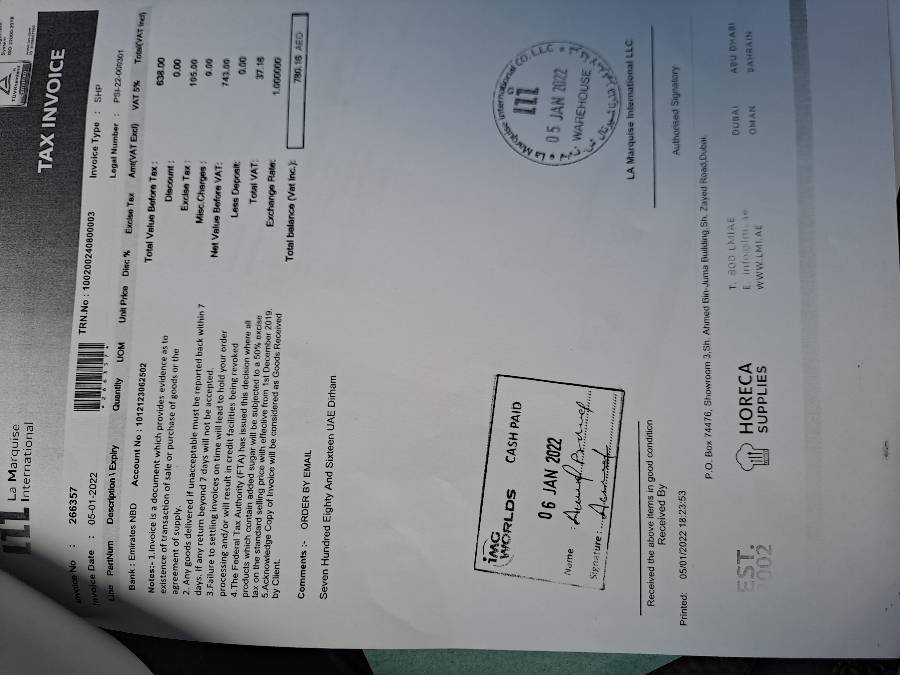 La Marquise
International
TAX INVOICE
Invoice No : 266357
TRN.No : 100200240800003
Invoice Date : 05-01-2022
Invoice Type : SHP
Legal Number : PSI-22-000301
Line PartNum Description \ Expiry Quantity UOM Unit Price Disc % Excise Tax Amt(VAT Excl) VAT 5% Total(VAT Incl)
Bank : Emirates NBD Account No : 1012123062502
Notes:- 1.Invoice is a document which provides evidence as to
existence of transaction of sale or purchase of goods or the
agreement of supply.
2. Any goods delivered if unacceptable must be reported back within 7
days. If any return beyond 7 days will not be accepted.
3.Failure to settling invoices on time will lead to hold your order
processing and/or will result in credit facilities being revoked
4.The Federal Tax Authority (FTA) has issued this decision where all
products which contain added sugar will be subjected to a 50% excise
tax on the standard selling price with effective from 1st December 2019.
5.Acknowledge Copy of Invoice will be considered as Goods Received
by Client.
Total Value Before Tax : 638.00
Discount : 0.00
Excise Tax : 105.00
Misc.Charges : 0.00
Net Value Before VAT: 743.00
Less Deposit: 0.00
Total VAT: 37.16
Exchange Rate: 1.000000
Total balance (Vat Inc.): 780.16 AED
Comments :- ORDER BY EMAIL
Seven Hundred Eighty And Sixteen UAE Dirham
IMG WORLDS CASH PAID
06 JAN 2022
Name :
Signature :
La Marquise International CO. LLC
05 JAN 2022
WAREHOUSE
LA Marquise International LLC
Received the above items in good condition
Received By
Authorised Signatory
Printed: 05/01/2022 18:23:53
P.O. Box 74476, Showroom 3,Sh. Ahmed Bin-Juma Building,Sh. Zayed Road,Dubai.
EST.
2002
HORECA
SUPPLIES
T. 800 LMIAE
E. info@lmi.ae
WWW.LMI.AE
DUBAI ABU DHABI
OMAN BAHRAIN